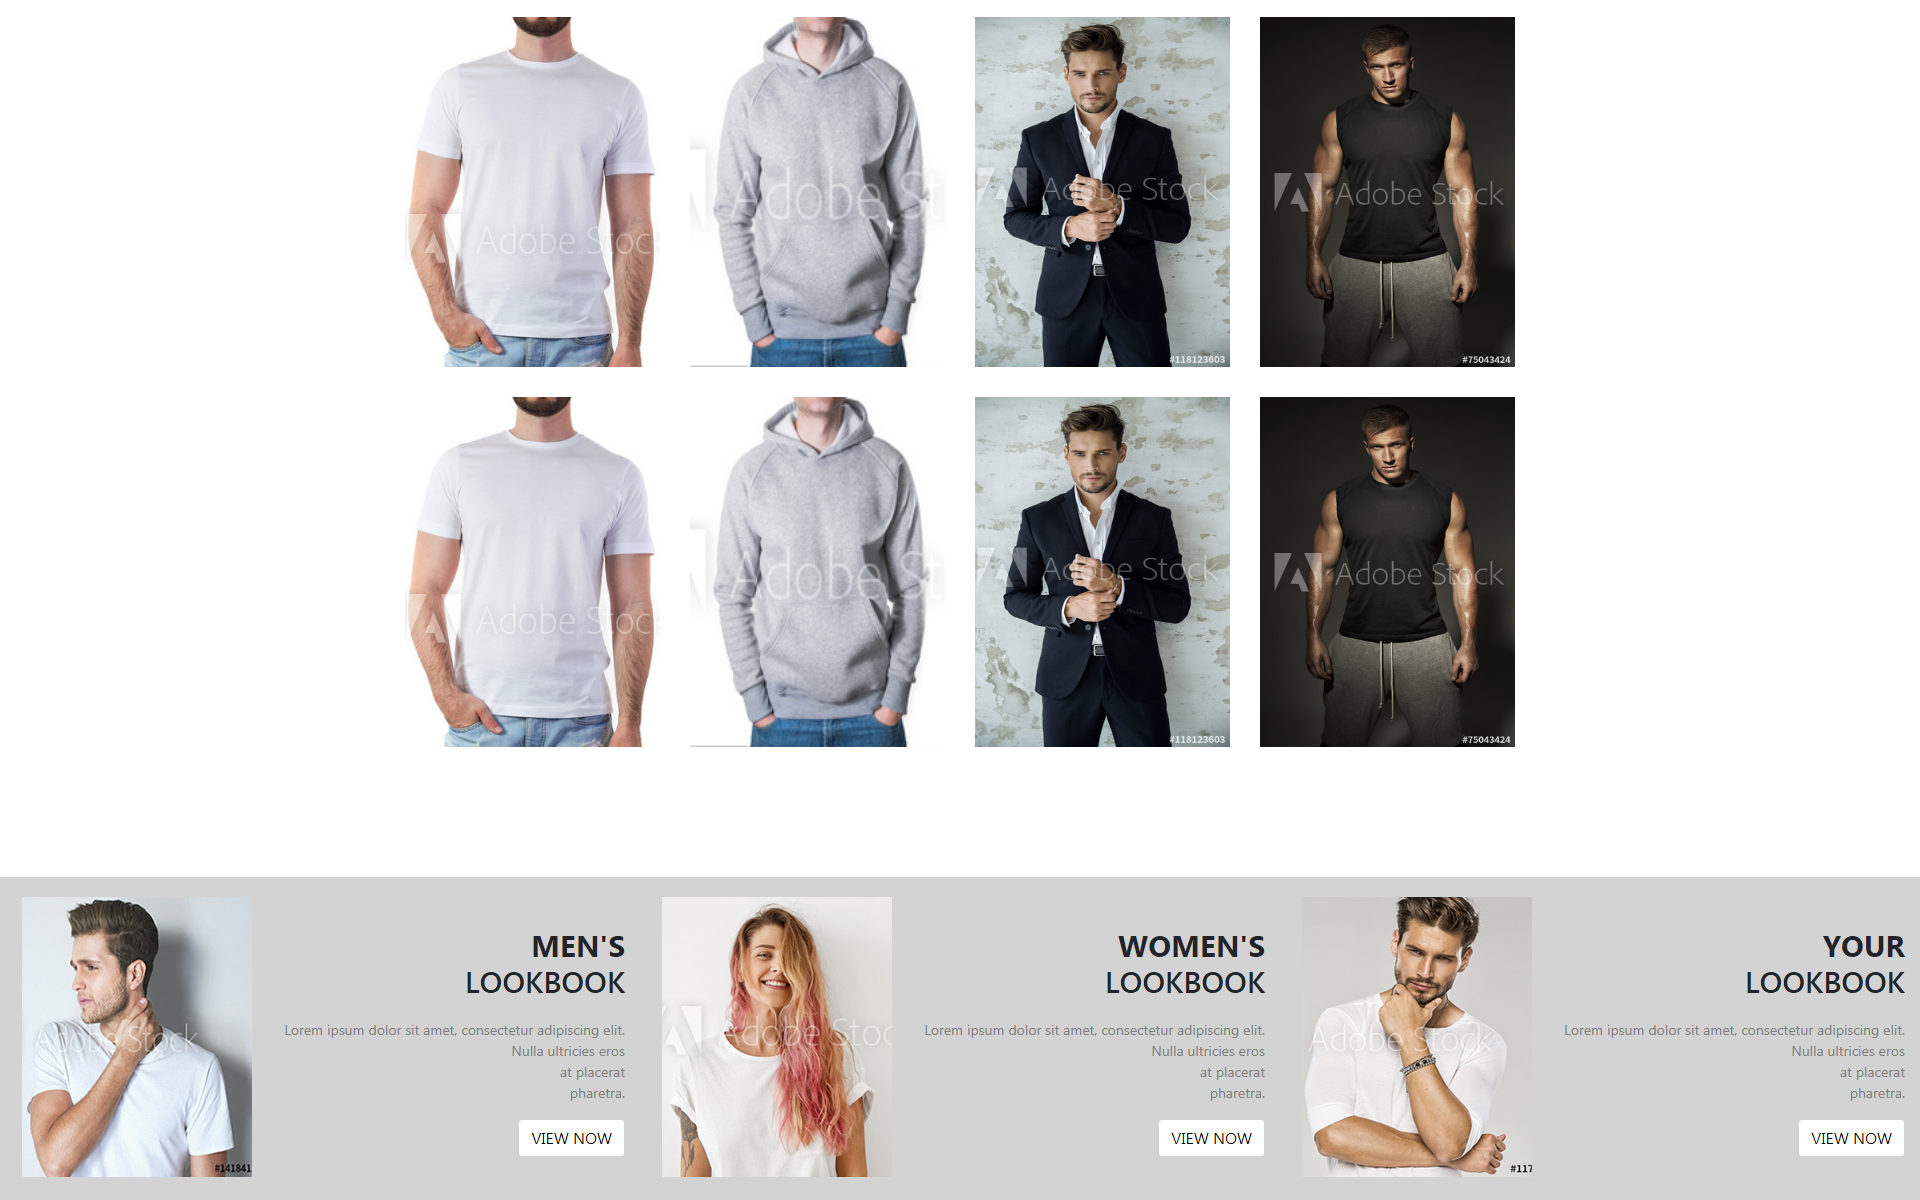 Adobe Stock
Adobe St
Adobe Stock
#118123603
Adobe Stock
#75043424
Adobe Stock
Adobe St
Adobe Stock
#118123603
Adobe Stock
#75043424
Adobe Stock
#141841
MEN'S
LOOKBOOK
Lorem ipsum dolor sit amet, consectetur adipiscing elit.
Nulla ultricies eros
at placerat
pharetra.
VIEW NOW
Adobe Stoc
WOMEN'S
LOOKBOOK
Lorem ipsum dolor sit amet, consectetur adipiscing elit.
Nulla ultricies eros
at placerat
pharetra.
VIEW NOW
Adobe Stock
#117
YOUR
LOOKBOOK
Lorem ipsum dolor sit amet, consectetur adipiscing elit.
Nulla ultricies eros
at placerat
pharetra.
VIEW NOW